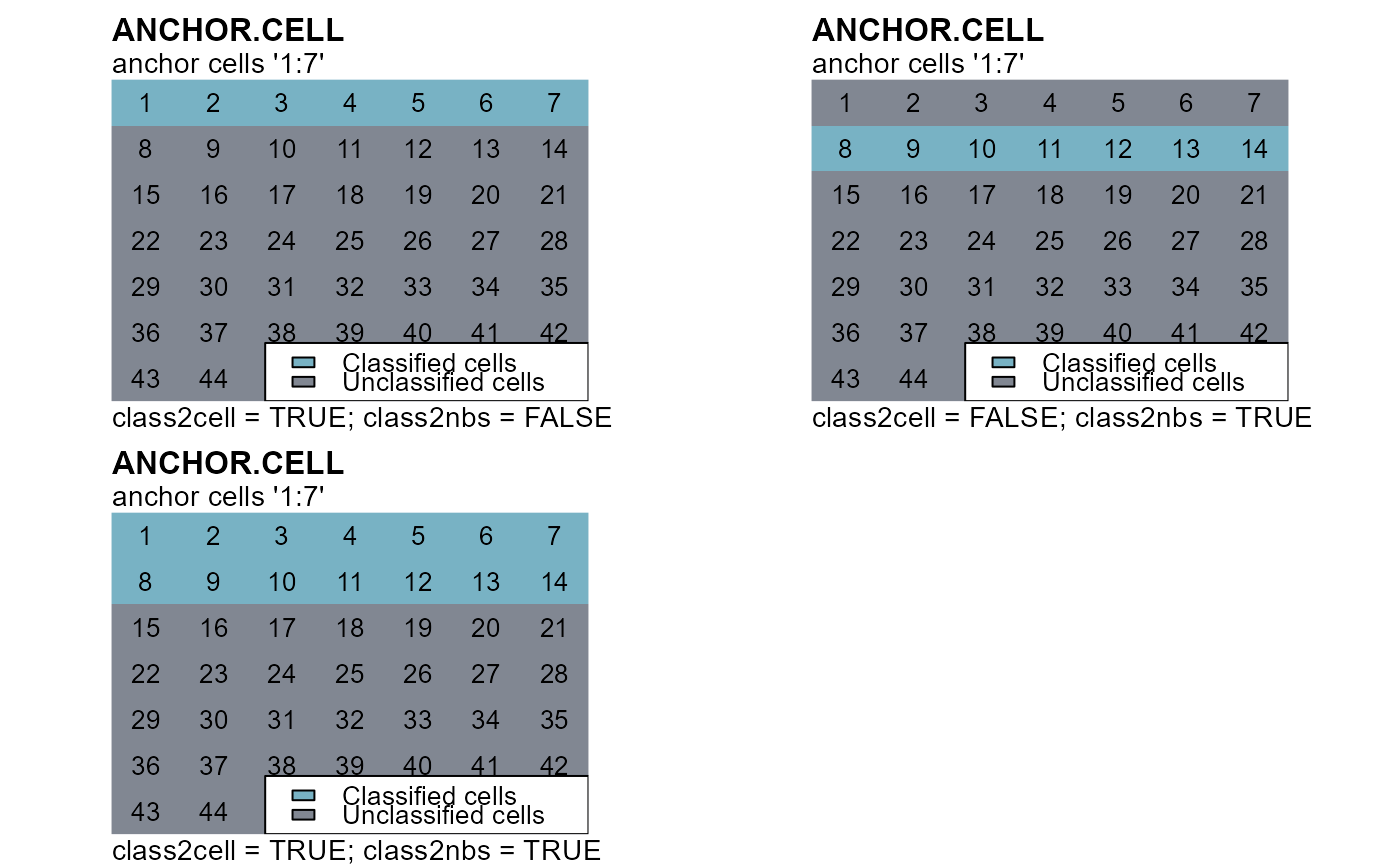 ANCHOR.CELL
anchor cells '1:7'
1 2 3 4 5 6 7
8 9 10 11 12 13 14
15 16 17 18 19 20 21
22 23 24 25 26 27 28
29 30 31 32 33 34 35
36 37 38 39 40 41 42
43 44
Classified cells
Unclassified cells
class2cell = TRUE; class2nbs = FALSE
ANCHOR.CELL
anchor cells '1:7'
1 2 3 4 5 6 7
8 9 10 11 12 13 14
15 16 17 18 19 20 21
22 23 24 25 26 27 28
29 30 31 32 33 34 35
36 37 38 39 40 41 42
43 44
Classified cells
Unclassified cells
class2cell = FALSE; class2nbs = TRUE
ANCHOR.CELL
anchor cells '1:7'
1 2 3 4 5 6 7
8 9 10 11 12 13 14
15 16 17 18 19 20 21
22 23 24 25 26 27 28
29 30 31 32 33 34 35
36 37 38 39 40 41 42
43 44
Classified cells
Unclassified cells
class2cell = TRUE; class2nbs = TRUE